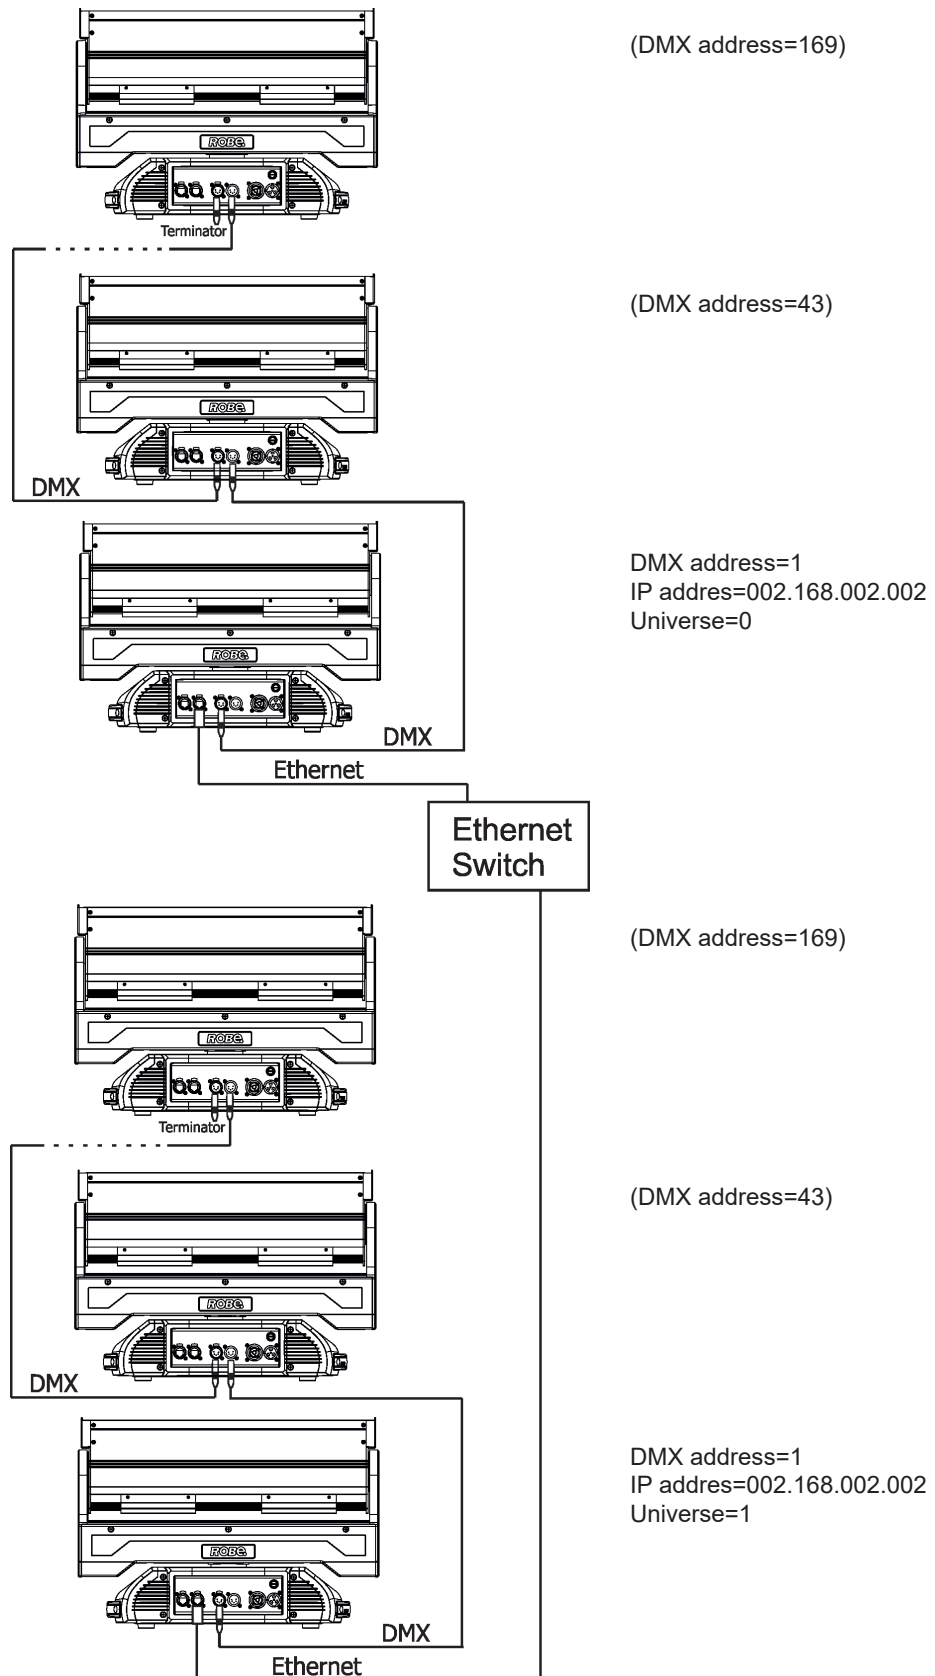 (DMX address=169)
ROBE
Terminator
(DMX address=43)
ROBE
DMX
DMX address=1
IP addres=002.168.002.002
Universe=0
ROBE
DMX
Ethernet
Ethernet
Switch
(DMX address=169)
ROBE
Terminator
(DMX address=43)
ROBE
DMX
DMX address=1
IP addres=002.168.002.002
Universe=1
ROBE
DMX
Ethernet